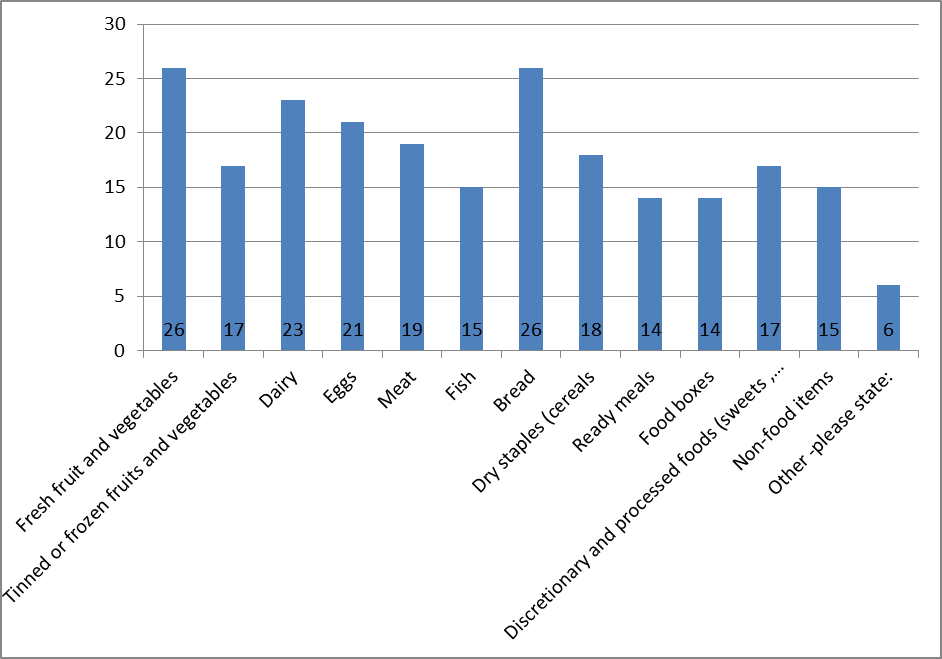 30
25
20
15
10
5
0
26
17
23
21
19
15
26
18
14
14
17
15
6
Fresh fruit and vegetables
Tinned or frozen fruits and vegetables
Dairy
Eggs
Meat
Fish
Bread
Dry staples (cereals
Ready meals
Food boxes
Discretionary and processed foods (sweets ,...
Non-food items
Other -please state: